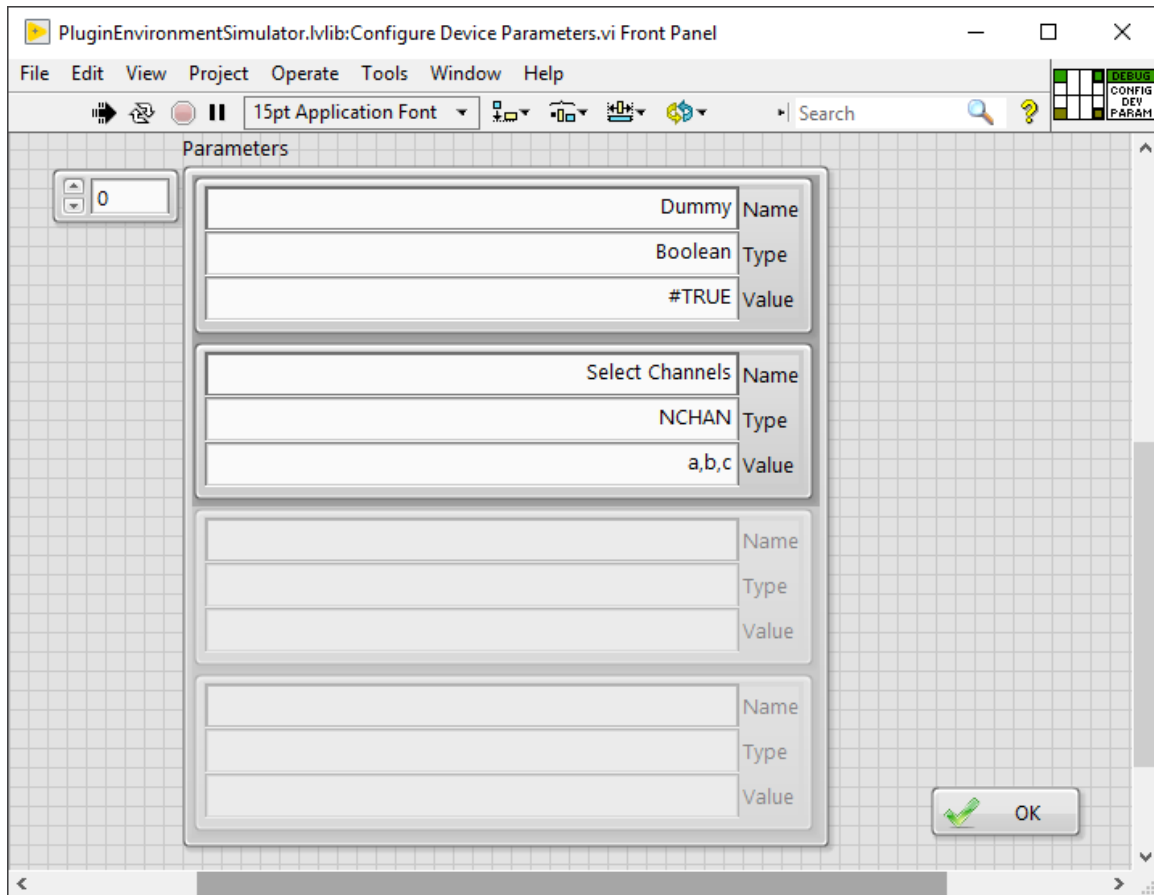 PluginEnvironmentSimulator.lvlib:Configure Device Parameters.vi Front Panel
File Edit View Project Operate Tools Window Help
15pt Application Font Search
DEBUG
CONFIG
DEV
PARAM
Parameters
0
Dummy Name
Boolean Type
#TRUE Value
Select Channels Name
NCHAN Type
a,b,c Value
Name
Type
Value
Name
Type
Value
OK